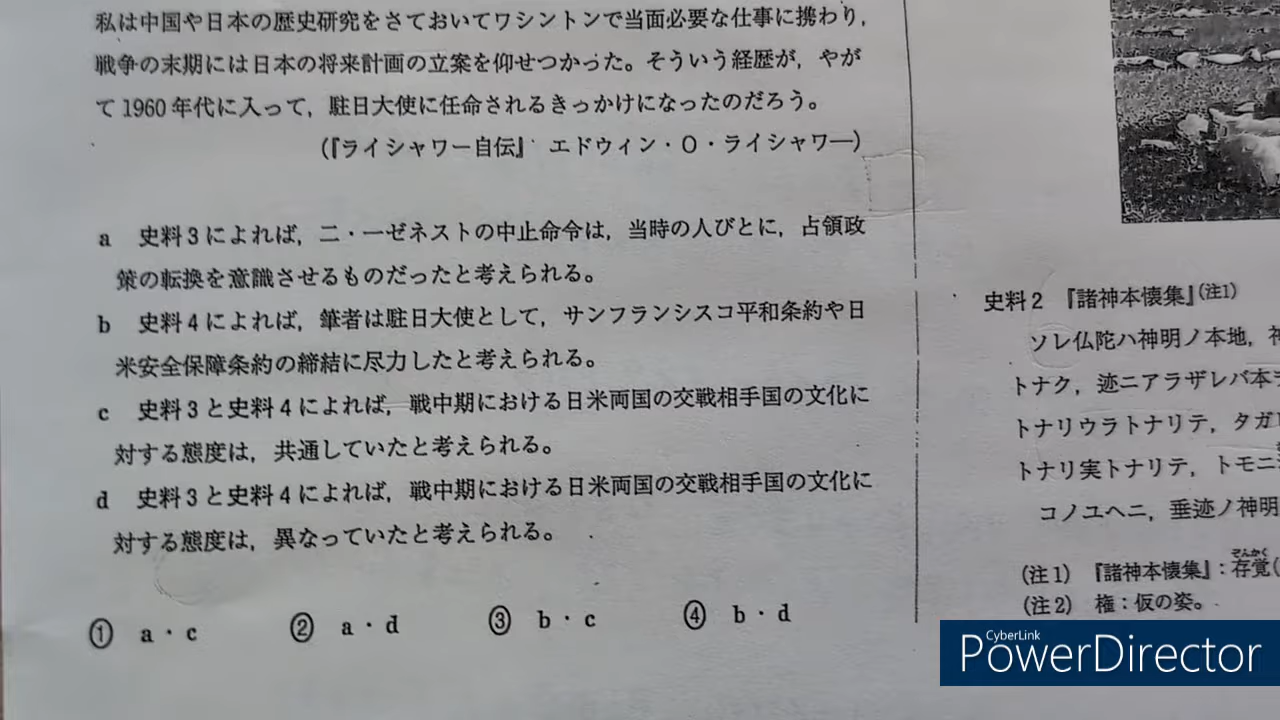 私は中国や日本の歴史研究をさておいてワシントンで当面必要な仕事に携わり，
戦争の末期には日本の将来計画の立案を仰せつかった。そういう経歴が，やが
て1960年代に入って，駐日大使に任命されるきっかけになったのだろう。
（『ライシャワー自伝』 エドウィン・O・ライシャワー）
a 史料3によれば，二・一ゼネストの中止命令は，当時の人びとに，占領政
策の転換を意識させるものだったと考えられる。
b 史料4によれば，筆者は駐日大使として，サンフランシスコ平和条約や日
米安全保障条約の締結に尽力したと考えられる。
c 史料3と史料4によれば，戦中期における日米両国の交戦相手国の文化に
対する態度は，共通していたと考えられる。
d 史料3と史料4によれば，戦中期における日米両国の交戦相手国の文化に
対する態度は，異なっていたと考えられる。
① a・c ② a・d ③ b・c ④ b・d
史料2 『諸神本懐集』(注1)
ソレ仏陀ハ神明ノ本地，
トナク，迹ニアラザレバ本
トナリウラトナリテ，タガ
トナリ実トナリテ，トモニ
コノユヘニ，垂迹ノ神明
(注1) 『諸神本懐集』：存覚(
ぞんかく
(注2) 権：仮の姿。
CyberLink
PowerDirector